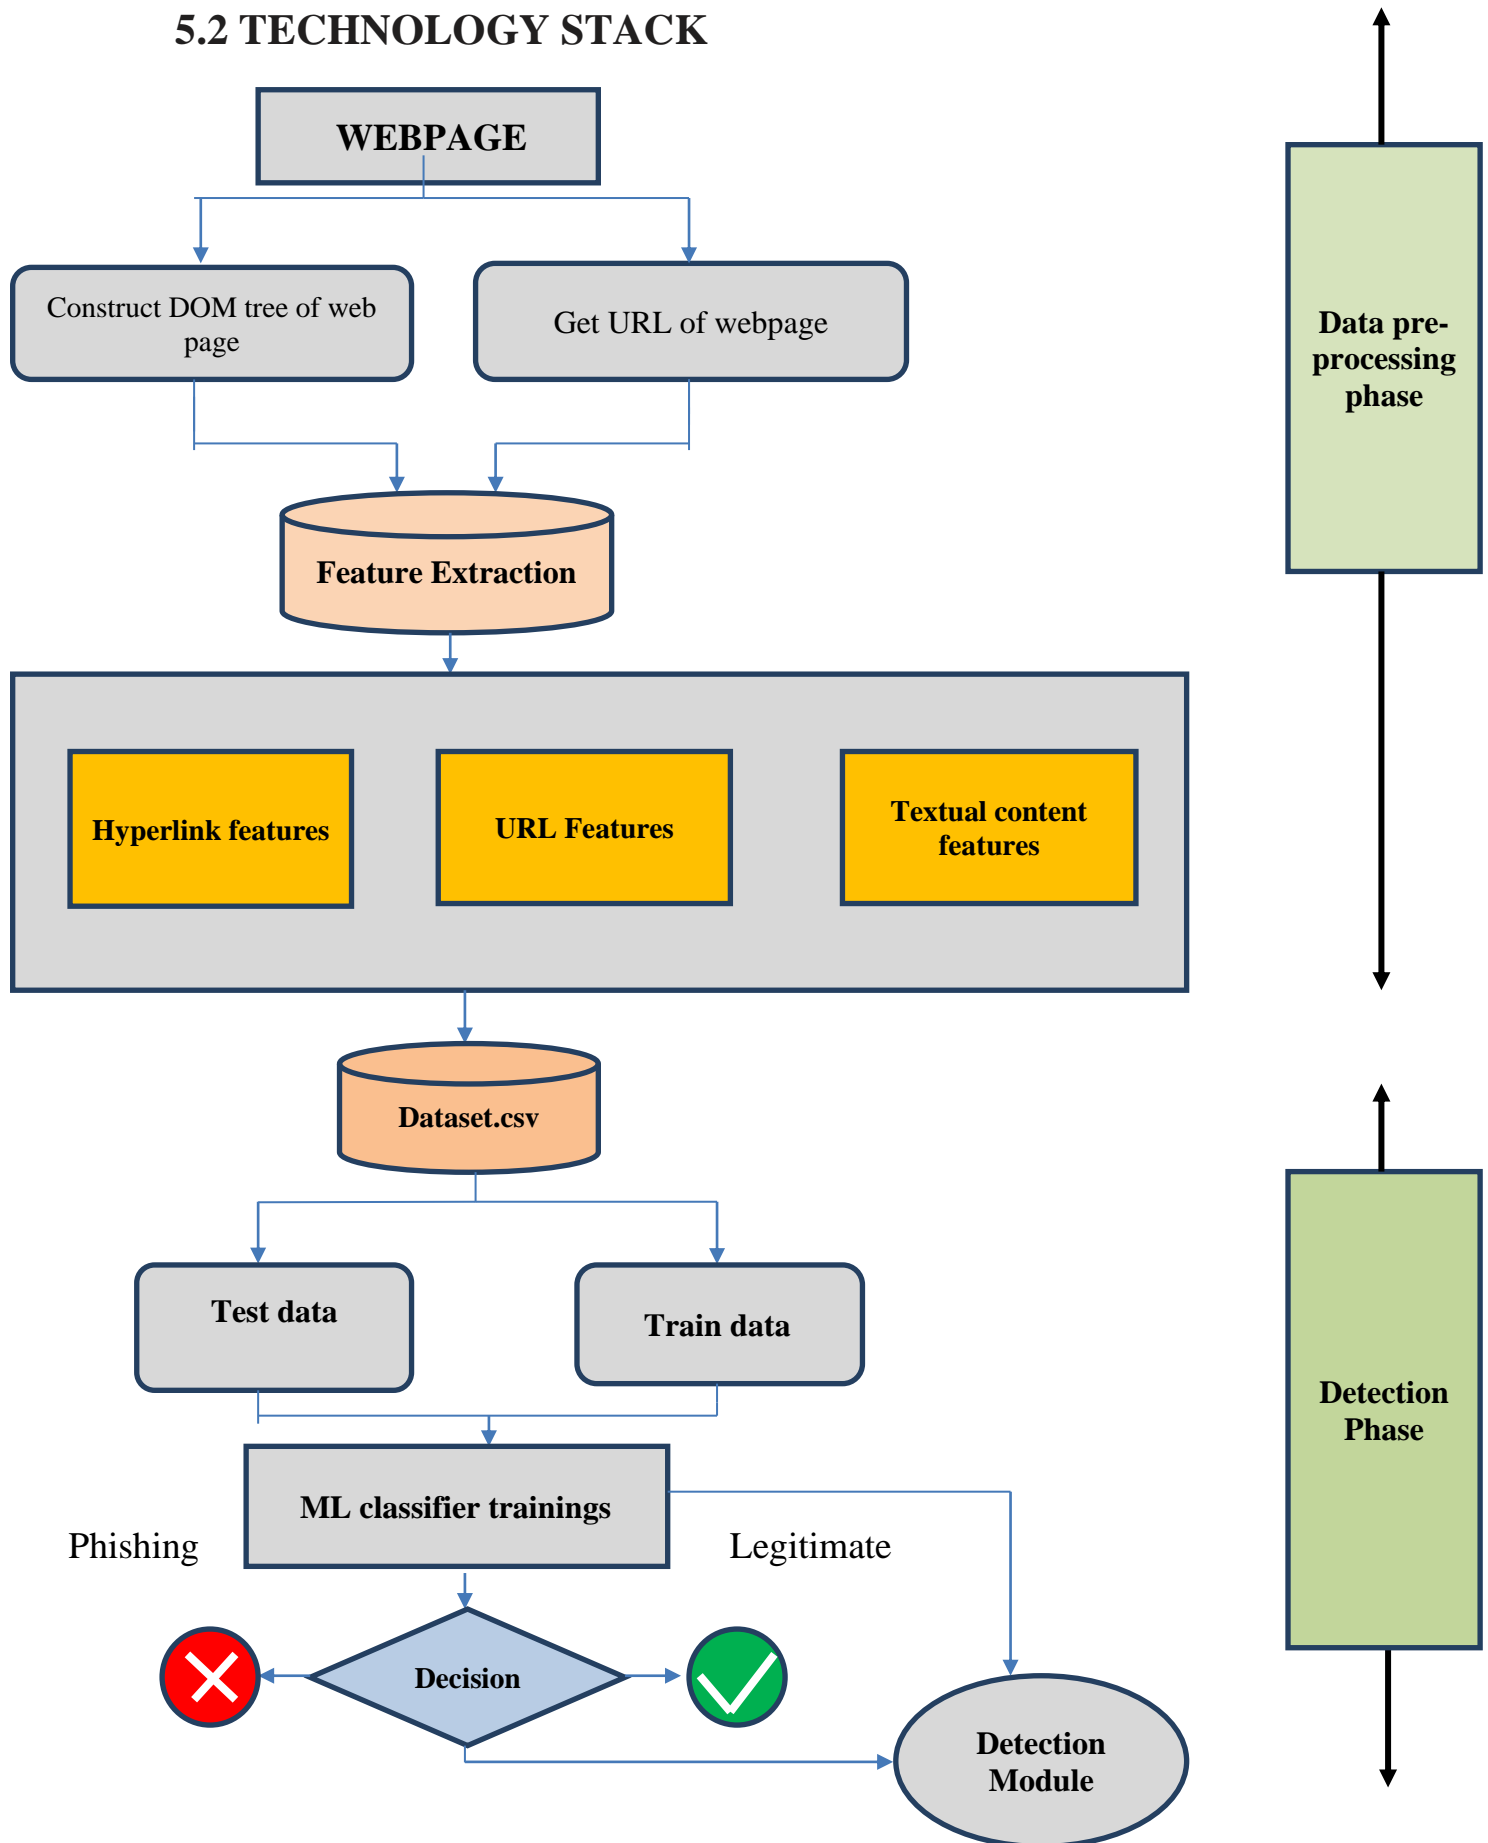 5.2 TECHNOLOGY STACK
WEBPAGE
Construct DOM tree of web
page
Get URL of webpage
Data pre-
processing
phase
Feature Extraction
Hyperlink features
URL Features
Textual content
features
Dataset.csv
Test data
Train data
Detection
Phase
ML classifier trainings
Phishing
Legitimate
Decision
Detection
Module